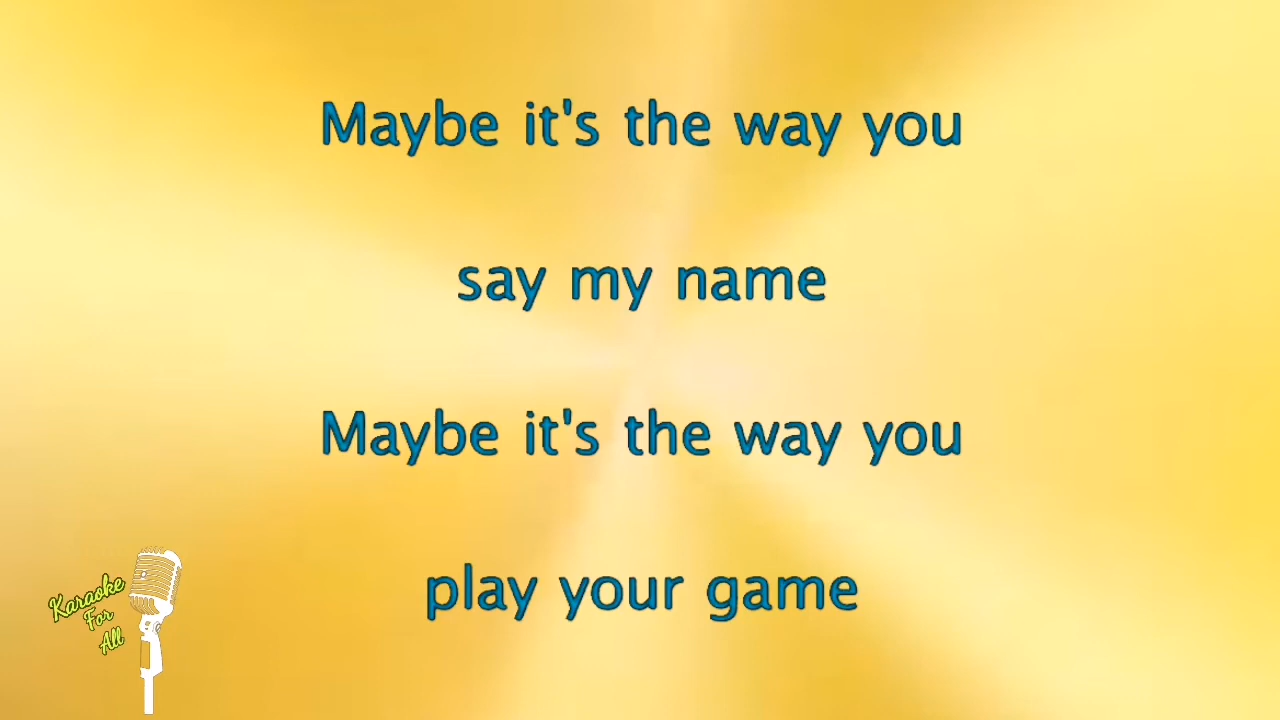 Maybe it's the way you
say my name
Maybe it's the way you
play your game
Karaoke
For
All